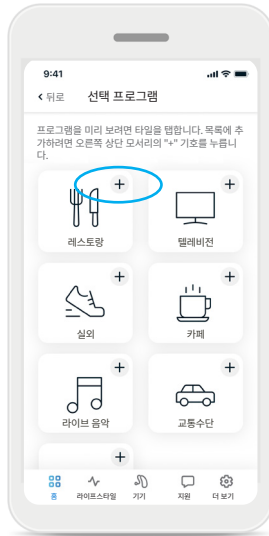 9:41
< 뒤로 선택 프로그램
프로그램을 미리 보려면 타일을 탭합니다. 목록에 추
가하려면 오른쪽 상단 모서리의 "+" 기호를 누릅니
다.
+ +
레스토랑 텔레비전
+ +
실외 카페
+ +
라이브 음악 교통수단
+
홈 라이프스타일 기기 지원 더 보기